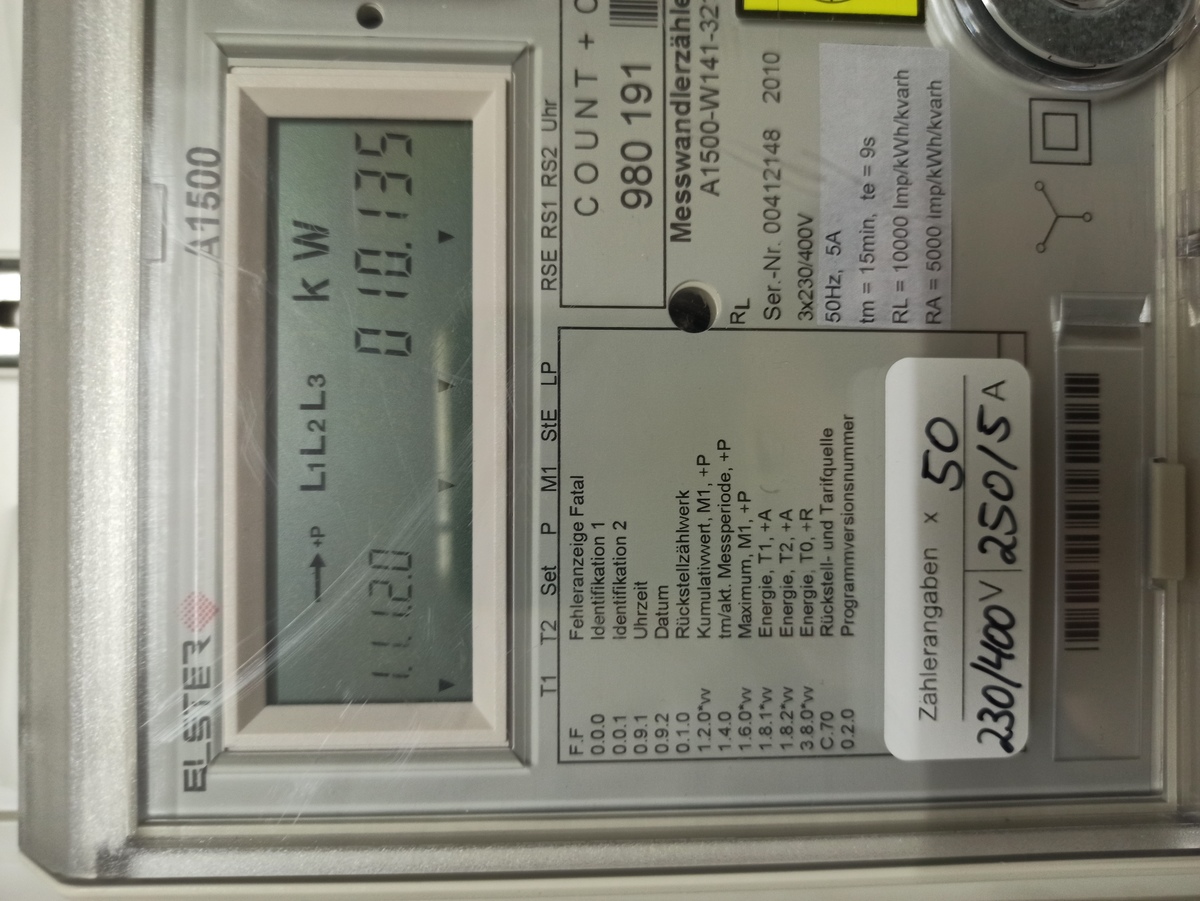 ELSTER A1500
+P L1L2L3 kW
1.1.1.2.0 010.135
T1 T2 Set P M1 StE LP RSE RS1 RS2 Uhr
F.F Fehleranzeige Fatal
0.0.0 Identifikation 1
0.0.1 Identifikation 2
0.9.1 Uhrzeit
0.9.2 Datum
0.1.0 Rückstellzählwerk
1.2.0*vv Kumulativwert, M1, +P
1.4.0 tm/akt. Messperiode, +P
1.6.0*vv Maximum, M1, +P
1.8.1*vv Energie, T1, +A
1.8.2*vv Energie, T2, +A
3.8.0*vv Energie, T0, +R
C.70 Rückstell- und Tarifquelle
0.2.0 Programmversionsnummer
COUNT + C
980 191
Messwandlerzähle
A1500-W141-32
RL
Ser.-Nr. 00412148 2010
3x230/400V
50Hz, 5A
tm = 15min, te = 9s
RL = 10000 Imp/kWh/kvarh
RA = 5000 Imp/kWh/kvarh
Zählerangaben x 50
230/400 V 250/5 A